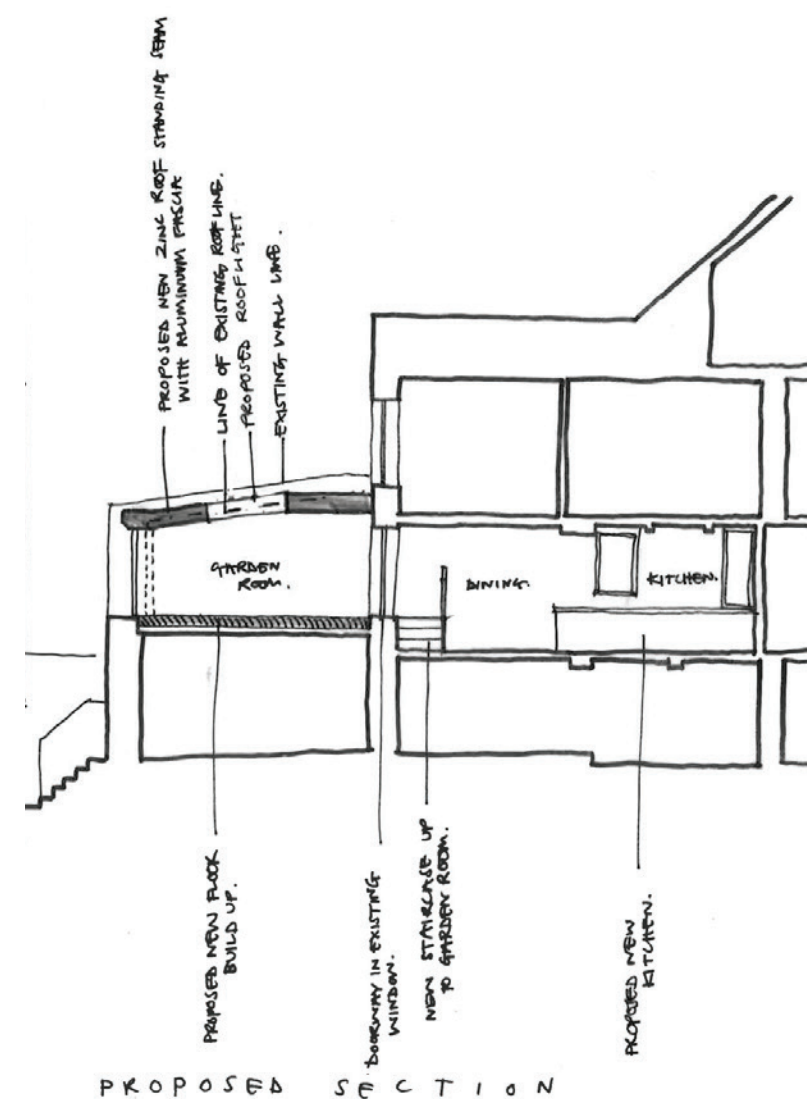 PROPOSED NEW ZINC ROOF STANDING SEAM
WITH ALUMINIUM FASCIA
LINE OF EXISTING ROOF LINE.
PROPOSED ROOFLIGHT
EXISTING WALL LINE.
GARDEN
ROOM.
DINING.
KITCHEN.
PROPOSED NEW FLOOR
BUILD UP.
DOORWAY IN EXISTING
WINDOW.
NEW STAIRCASE UP
TO GARDEN ROOM.
PROPOSED NEW
KITCHEN.
PROPOSED SECTION